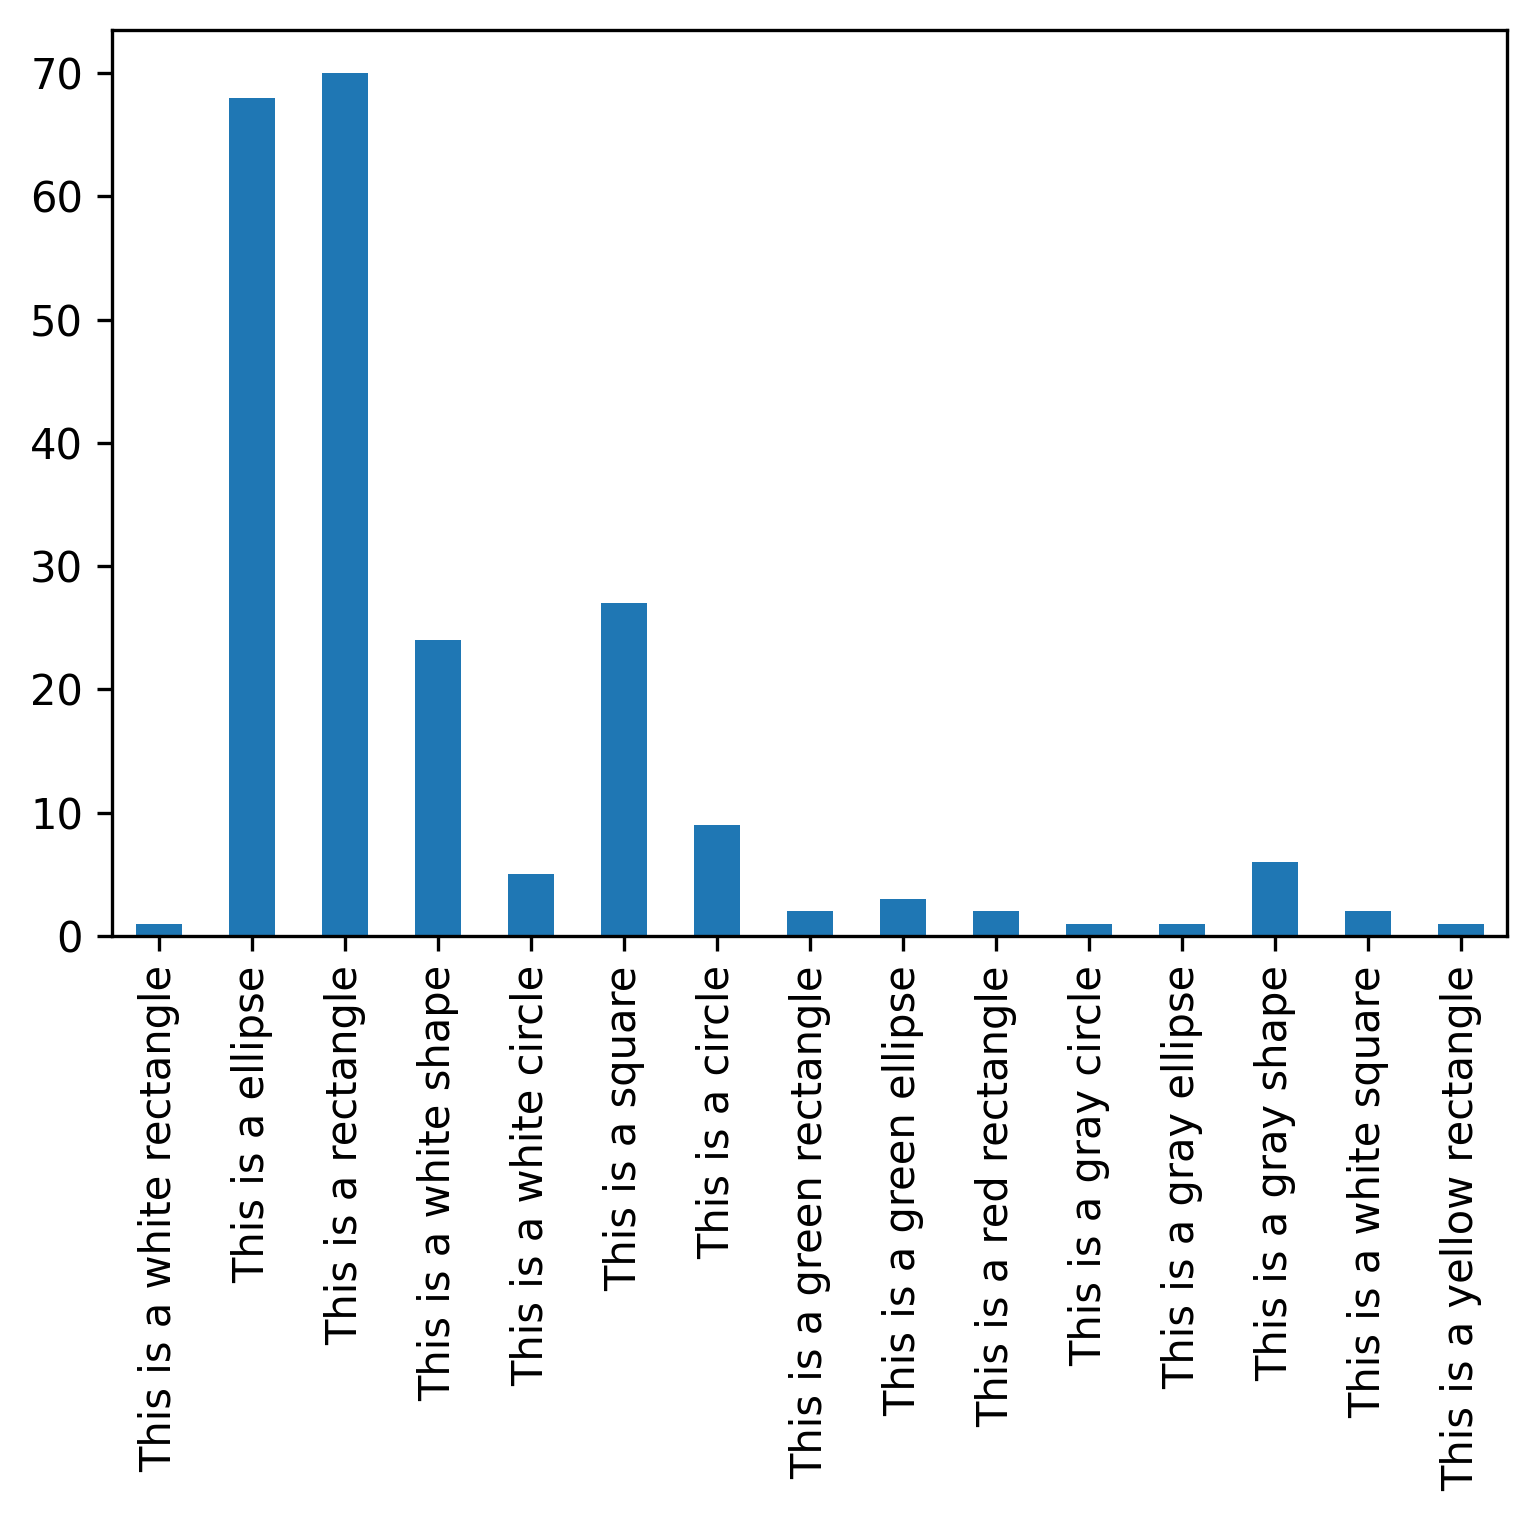 70
60
50
40
30
20
10
0
This is a white rectangle
This is a ellipse
This is a rectangle
This is a white shape
This is a white circle
This is a square
This is a circle
This is a green rectangle
This is a green ellipse
This is a red rectangle
This is a gray circle
This is a gray ellipse
This is a gray shape
This is a white square
This is a yellow rectangle